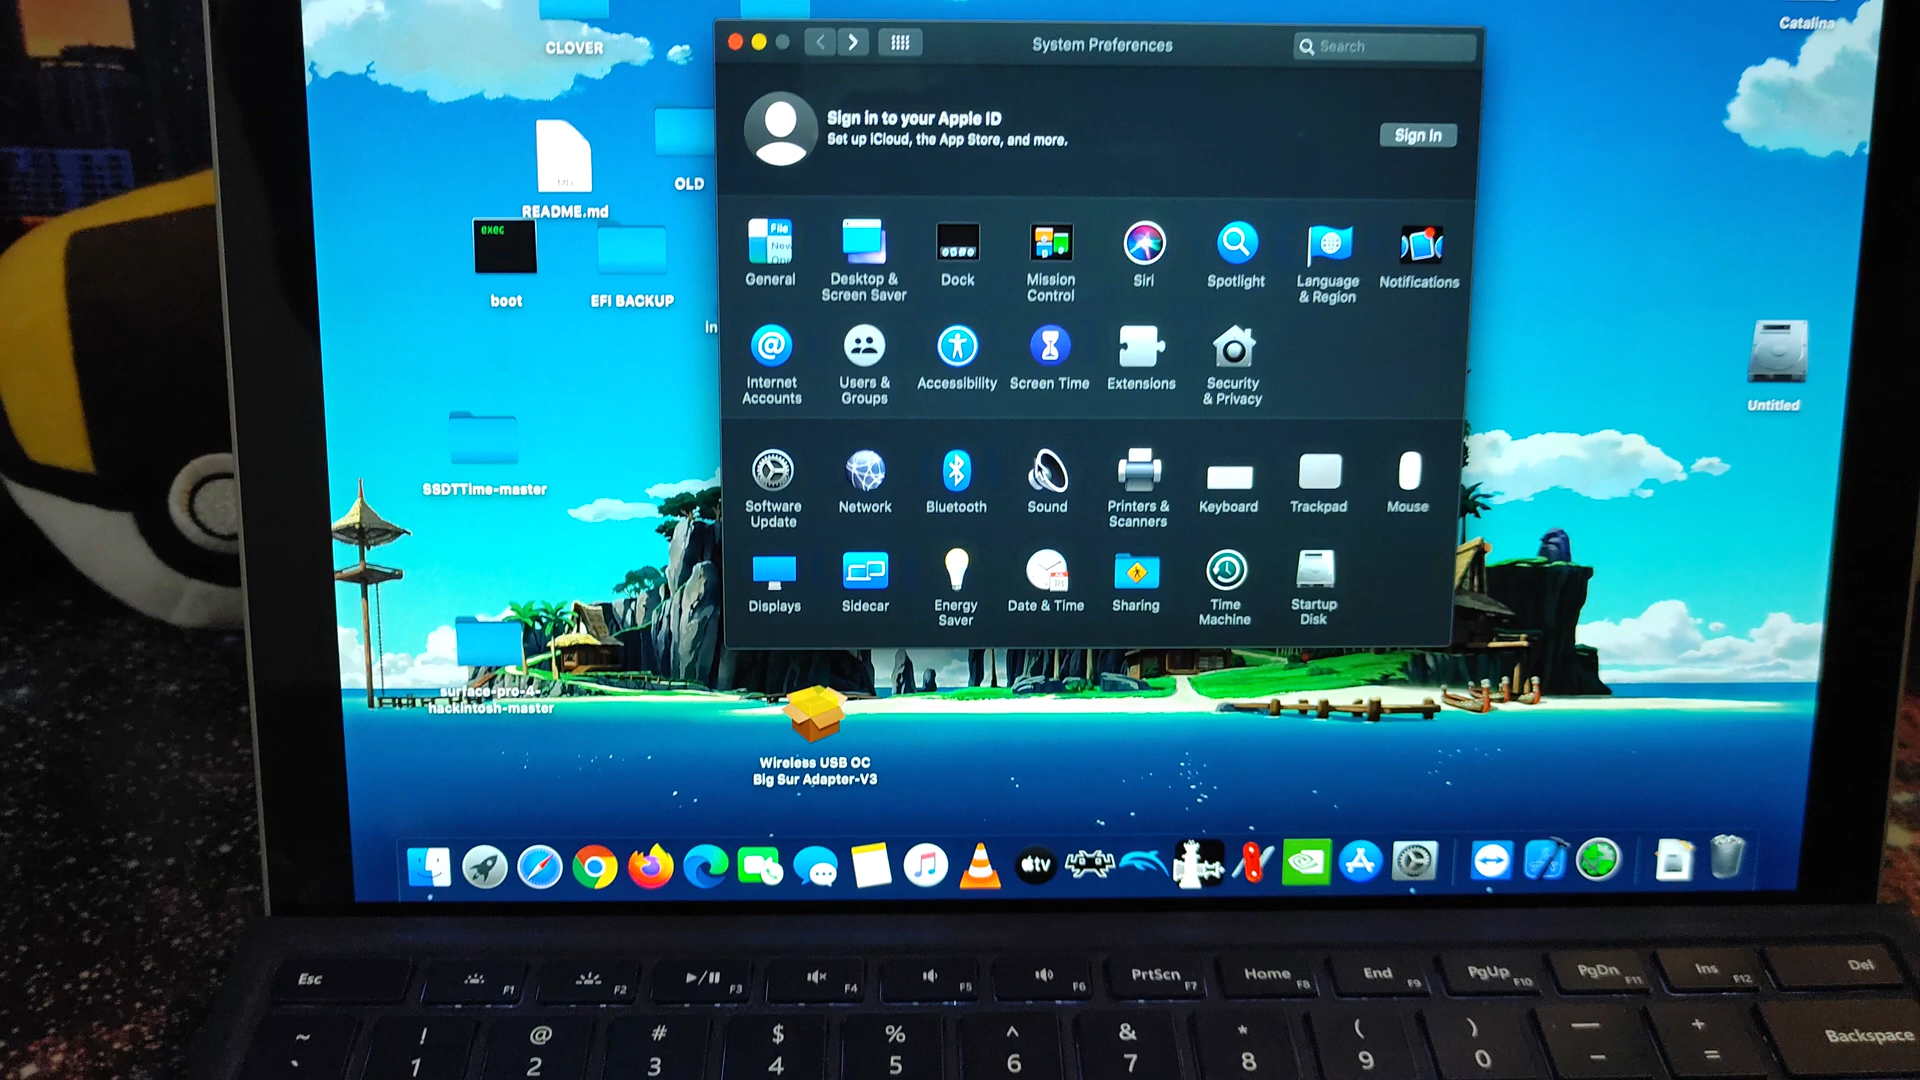 CLOVER
Catalina
System Preferences
Search
Sign in to your Apple ID
Set up iCloud, the App Store, and more.
Sign In
README.md
OLD
exec
boot
EFI BACKUP
in
File
New
General
Desktop &
Screen Saver
Dock
Mission
Control
Siri
Spotlight
Language
& Region
Notifications
Internet
Accounts
Users &
Groups
Accessibility
Screen Time
Extensions
Security
& Privacy
Untitled
SSDTTime-master
Software
Update
Network
Bluetooth
Sound
Printers &
Scanners
Keyboard
Trackpad
Mouse
Displays
Sidecar
Energy
Saver
Date & Time
Sharing
Time
Machine
Startup
Disk
surface-pro-4-
hackintosh-master
Wireless USB OC
Big Sur Adapter-V3
tv
Esc
F1
F2
F3
F4
F5
F6
PrtScn F7
Home F8
End F9
PgUp F10
PgDn F11
Ins F12
Del
~ ! @ # $ % ^ & * ( ) — +
` 1 2 3 4 5 6 7 8 9 0 - =
Backspace